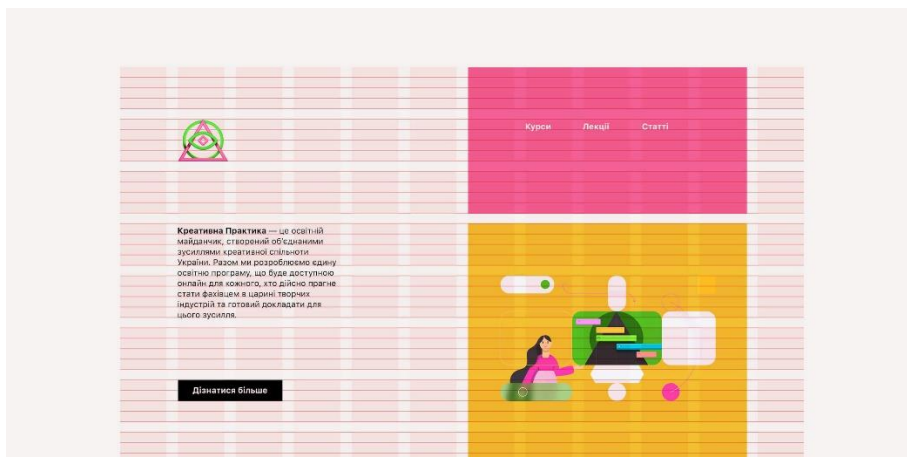 Курси Лекції Статті
Креативна Практика — це освітній
майданчик, створений об'єднаними
зусиллями креативної спільноти
України. Разом ми розроблюємо єдину
освітню програму, що буде доступною
онлайн для кожного, хто дійсно прагне
стати фахівцем в царині творчих
індустрій та готовий докладати для
цього зусилля.
Дізнатися більше